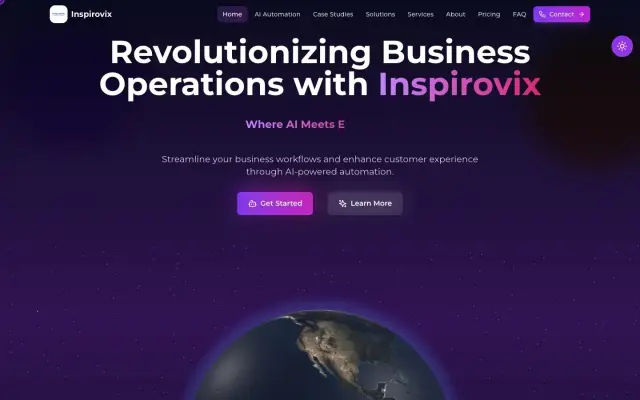 Inspirovix
Home AI Automation Case Studies Solutions Services About Pricing FAQ Contact
Revolutionizing Business
Operations with Inspirovix
Where AI Meets E
Streamline your business workflows and enhance customer experience
through AI-powered automation.
Get Started Learn More